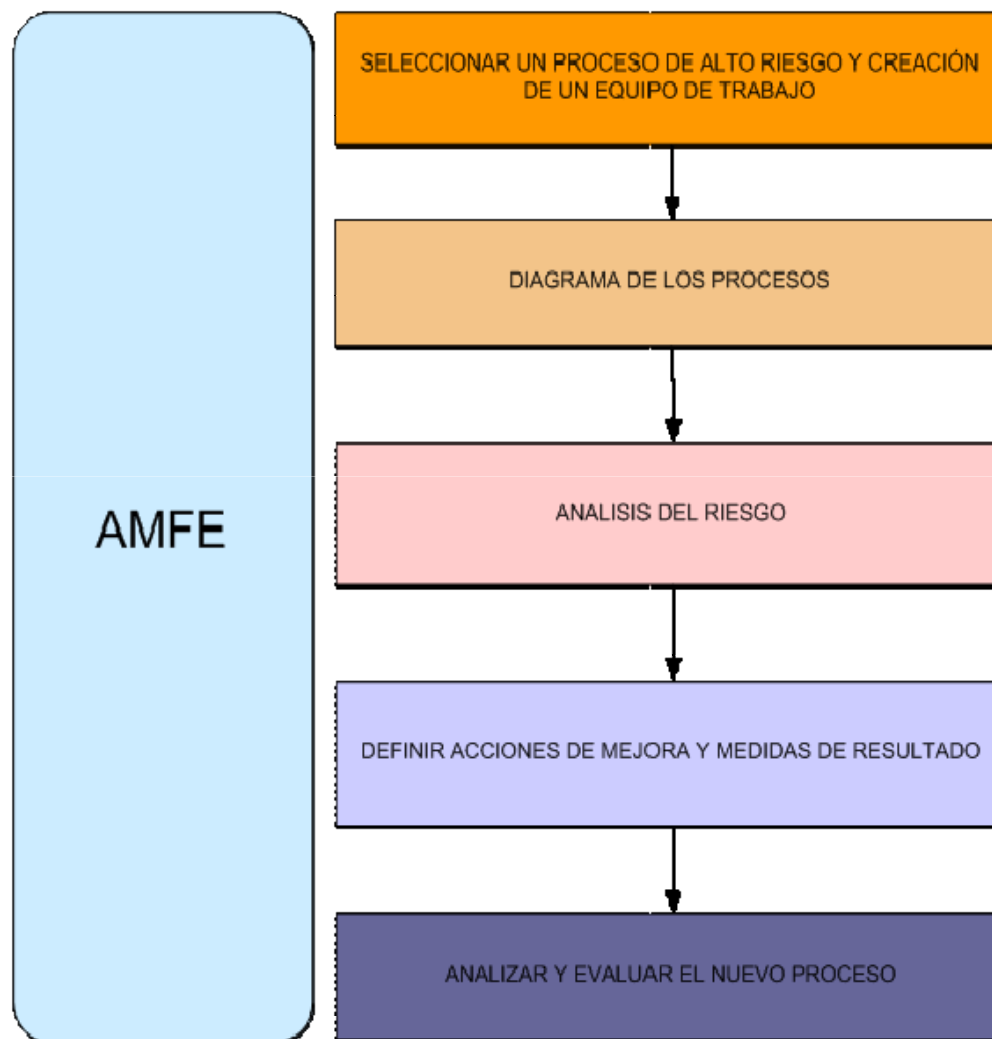 AMFE
SELECCIONAR UN PROCESO DE ALTO RIESGO Y CREACIÓN
DE UN EQUIPO DE TRABAJO
DIAGRAMA DE LOS PROCESOS
ANALISIS DEL RIESGO
DEFINIR ACCIONES DE MEJORA Y MEDIDAS DE RESULTADO
ANALIZAR Y EVALUAR EL NUEVO PROCESO